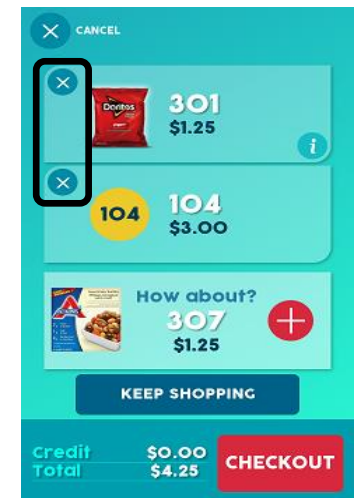 CANCEL
Doritos
301
$1.25
i
104
104
$3.00
How about?
307
$1.25
KEEP SHOPPING
Credit $0.00
Total $4.25
CHECKOUT